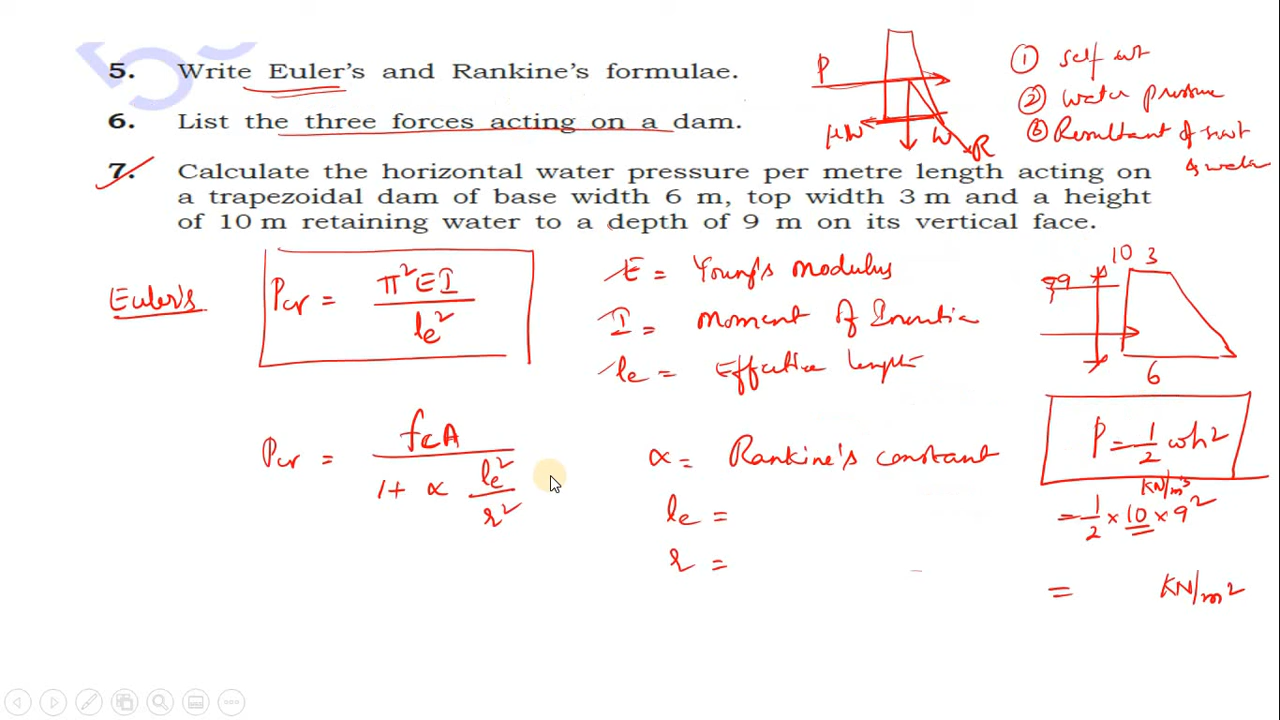 5. Write Euler's and Rankine's formulae.
6. List the three forces acting on a dam.
7. Calculate the horizontal water pressure per metre length acting on
a trapezoidal dam of base width 6 m, top width 3 m and a height
of 10 m retaining water to a depth of 9 m on its vertical face.
P
μW
W
R
① Self wt
② Water pressure
③ Resultant of
& water
Euler's
Pcr = π²EI / le²
E = Young's modulus
I = Moment of Inertia
le = Effective length
10 3
9
6
Pcr = fcA / 1 + α le²/r²
α = Rankine's constant
le =
r =
P = 1/2 wh²
KN/m³
= 1/2 × 10 × 9²
= KN/m²